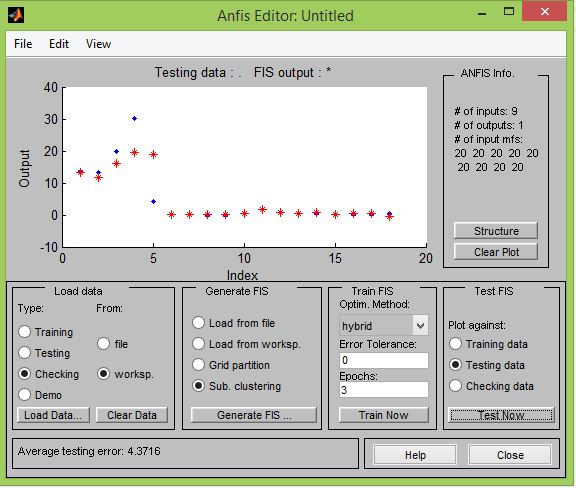 Anfis Editor: Untitled
File Edit View
Testing data : . FIS output : *
40
30
20
10
0
-10
0 5 10 15 20
Output
Index
ANFIS Info.
# of inputs: 9
# of outputs: 1
# of input mfs:
20 20 20 20 20
20 20 20 20
Structure
Clear Plot
Load data
Type: From:
Training
Testing
Checking
Demo
file
worksp.
Load Data... Clear Data
Generate FIS
Load from file
Load from worksp.
Grid partition
Sub. clustering
Generate FIS ...
Train FIS
Optim. Method:
hybrid
Error Tolerance:
0
Epochs:
3
Train Now
Test FIS
Plot against:
Training data
Testing data
Checking data
Test Now
Average testing error: 4.3716
Help Close